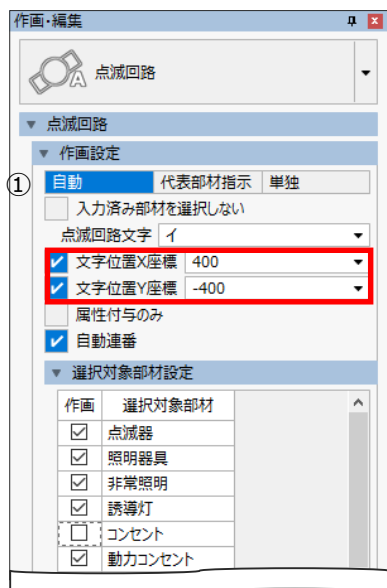 作画・編集
点滅回路
点滅回路
作画設定
① 自動 代表部材指示 単独
入力済み部材を選択しない
点滅回路文字 イ
文字位置X座標 400
文字位置Y座標 -400
属性付与のみ
自動連番
選択対象部材設定
作画 選択対象部材
点滅器
照明器具
非常照明
誘導灯
コンセント
動力コンセント